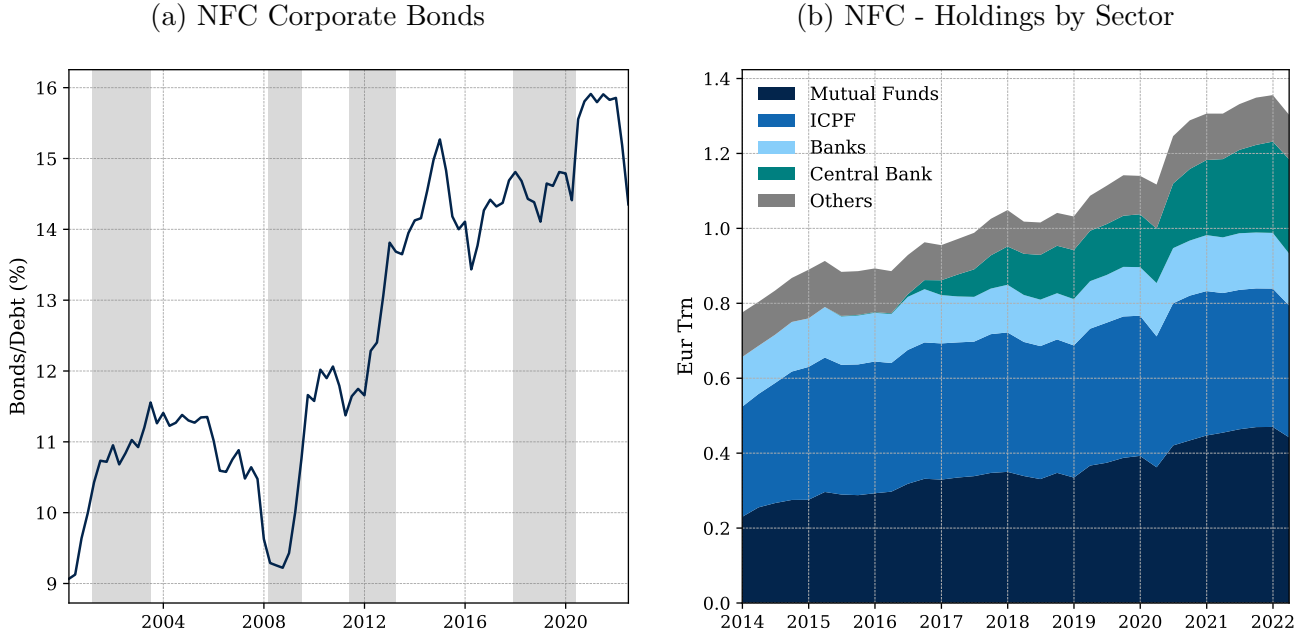 (a) NFC Corporate Bonds
Bonds/Debt (%)
16
15
14
13
12
11
10
9
2004 2008 2012 2016 2020
(b) NFC - Holdings by Sector
Eur Trn
1.4
1.2
1.0
0.8
0.6
0.4
0.2
0.0
Mutual Funds
ICPF
Banks
Central Bank
Others
2014 2015 2016 2017 2018 2019 2020 2021 2022